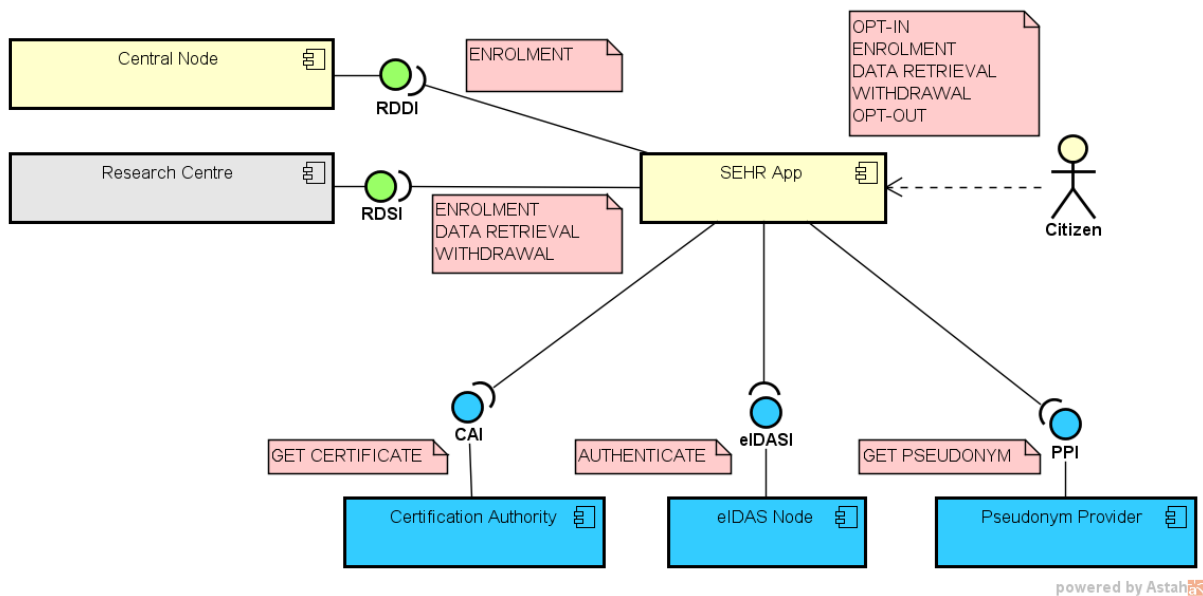 Central Node
RDDI
ENROLMENT
OPT-IN
ENROLMENT
DATA RETRIEVAL
WITHDRAWAL
OPT-OUT
Research Centre
RDSI
ENROLMENT
DATA RETRIEVAL
WITHDRAWAL
SEHR App
Citizen
CAI
GET CERTIFICATE
Certification Authority
eIDASI
AUTHENTICATE
eIDAS Node
PPI
GET PSEUDONYM
Pseudonym Provider
powered by Astah